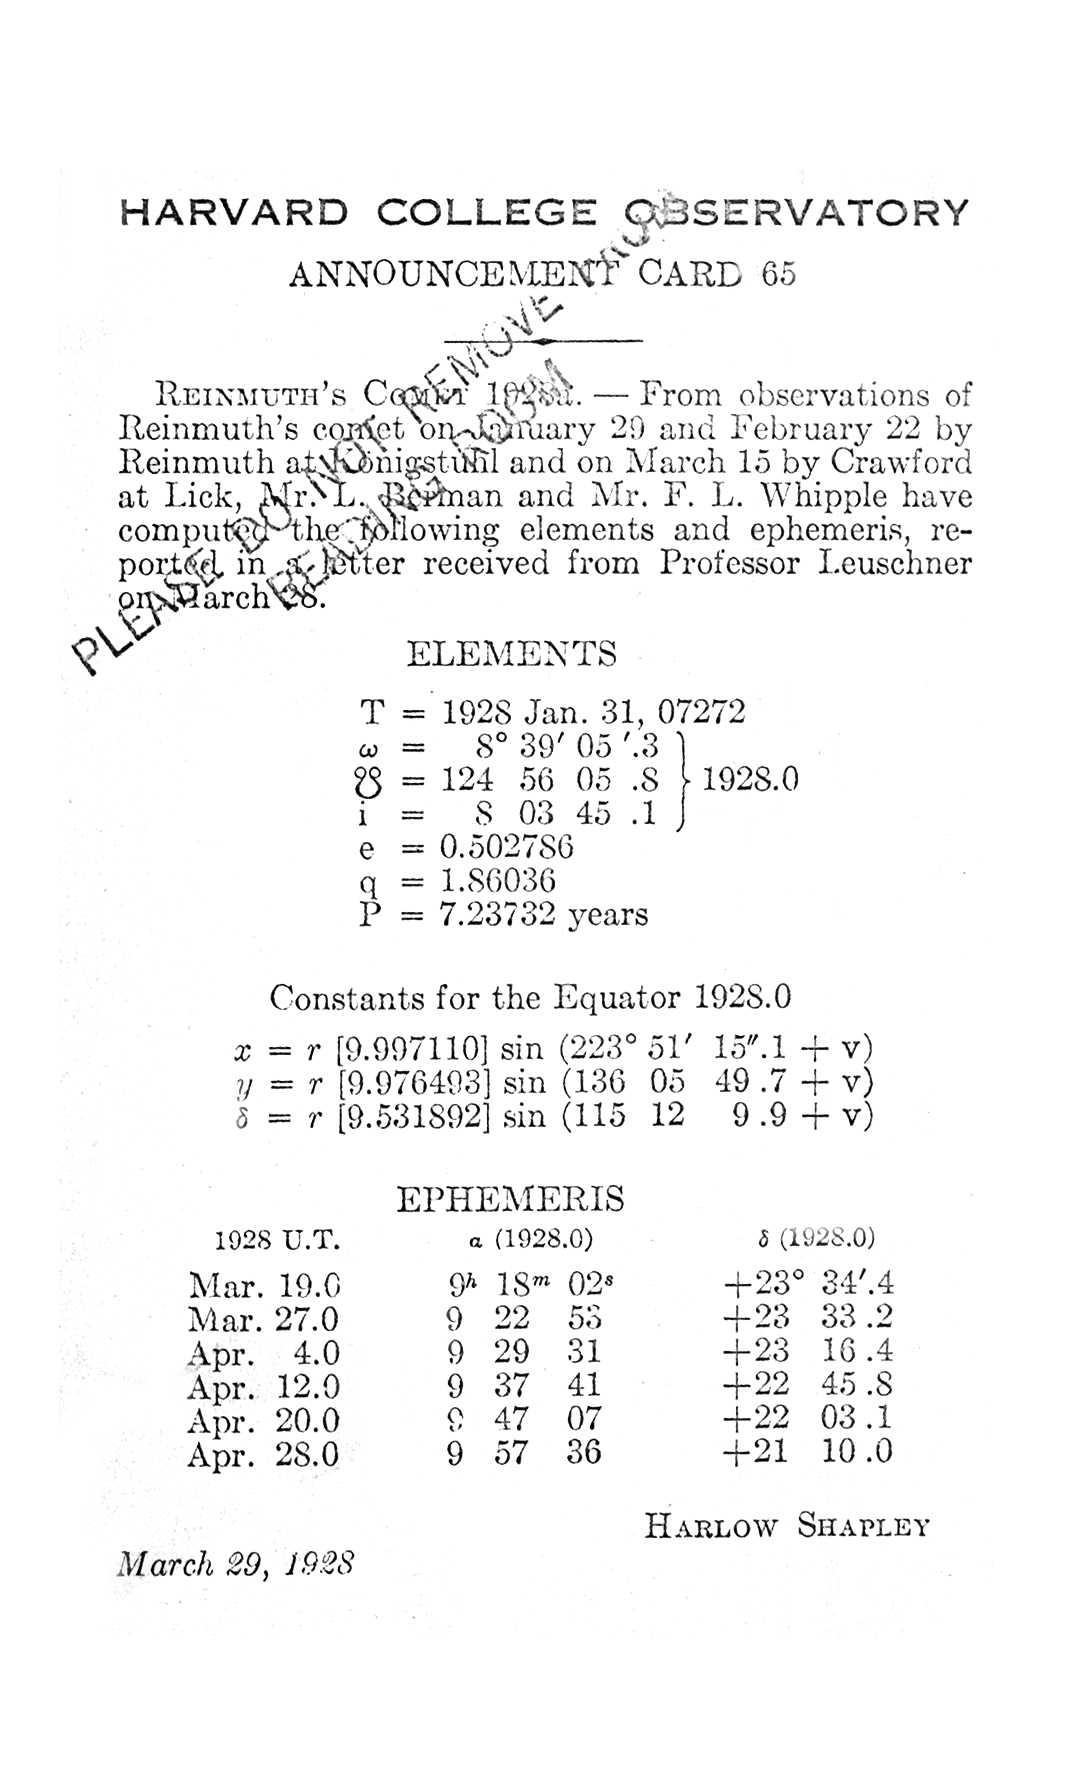 HARVARD COLLEGE OBSERVATORY
ANNOUNCEMENT CARD 65
PLEASE DO NOT REMOVE FROM
READING ROOM
REINMUTH'S COMET 1928a. — From observations of
Reinmuth's comet on January 29 and February 22 by
Reinmuth at Königstuhl and on March 15 by Crawford
at Lick, Mr. L. Berman and Mr. F. L. Whipple have
computed the following elements and ephemeris, re-
ported in a letter received from Professor Leuschner
on March 28.
ELEMENTS
T = 1928 Jan. 31, 07272
ω = 8° 39′ 05′.3
☋ = 124 56 05 .8 } 1928.0
i = 8 03 45 .1
e = 0.502786
q = 1.86036
P = 7.23732 years
Constants for the Equator 1928.0
x = r [9.997110] sin (223° 51′ 15″.1 + v)
y = r [9.976493] sin (136 05 49 .7 + v)
δ = r [9.531892] sin (115 12 9 .9 + v)
EPHEMERIS
1928 U.T. α (1928.0) δ (1928.0)
Mar. 19.0 9h 18m 02s +23° 34′.4
Mar. 27.0 9 22 53 +23 33 .2
Apr. 4.0 9 29 31 +23 16 .4
Apr. 12.0 9 37 41 +22 45 .8
Apr. 20.0 9 47 07 +22 03 .1
Apr. 28.0 9 57 36 +21 10 .0
HARLOW SHAPLEY
March 29, 1928